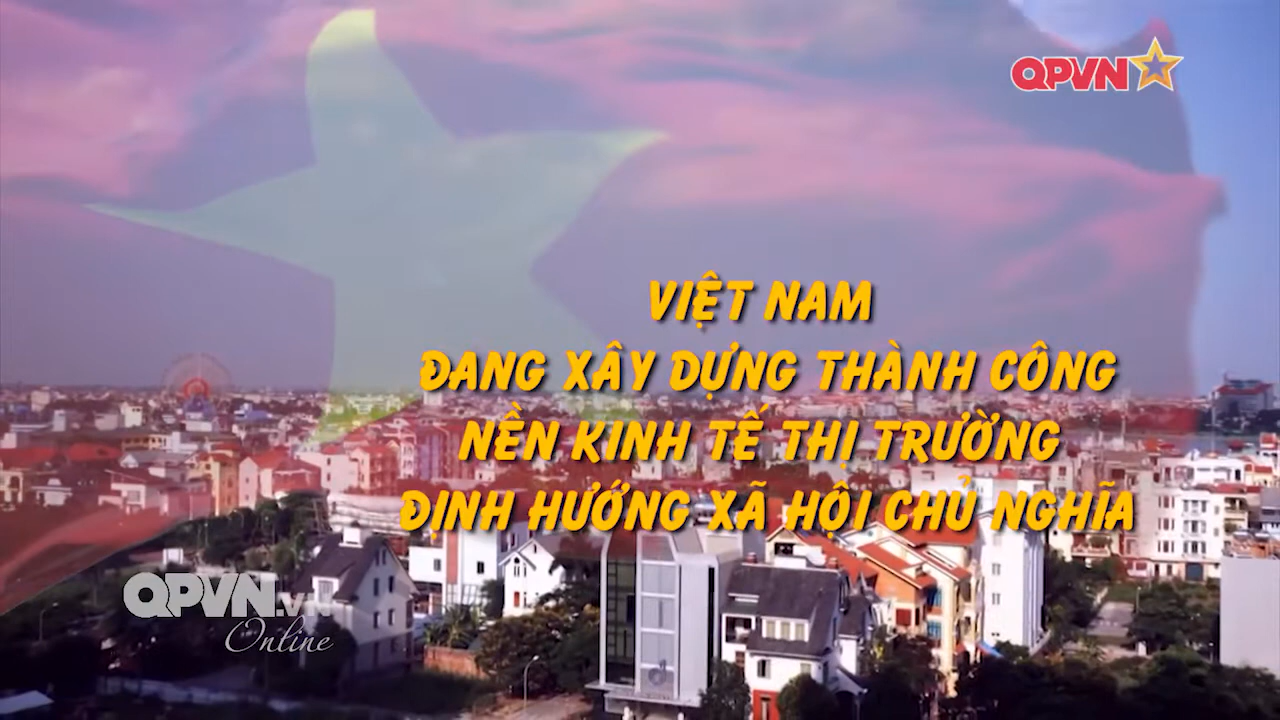 QPVN
VIỆT NAM
ĐANG XÂY DỰNG THÀNH CÔNG
NỀN KINH TẾ THỊ TRƯỜNG
ĐỊNH HƯỚNG XÃ HỘI CHỦ NGHĨA
QPVN.VN
Online